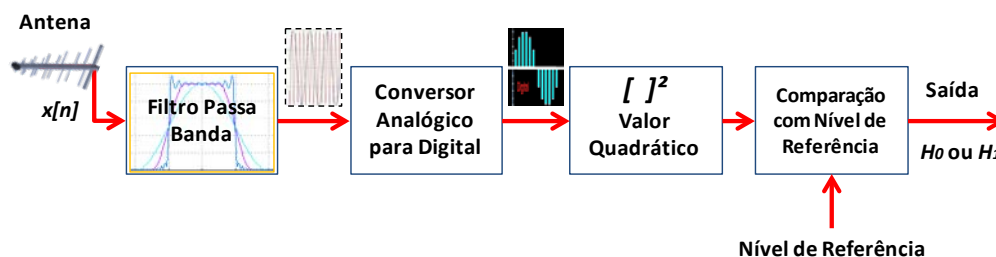 Antena
x[n]
Filtro Passa
Banda
Conversor
Analógico
para Digital
[ ]²
Valor
Quadrático
Comparação
com Nível de
Referência
Saída
H0 ou H1
Nível de Referência